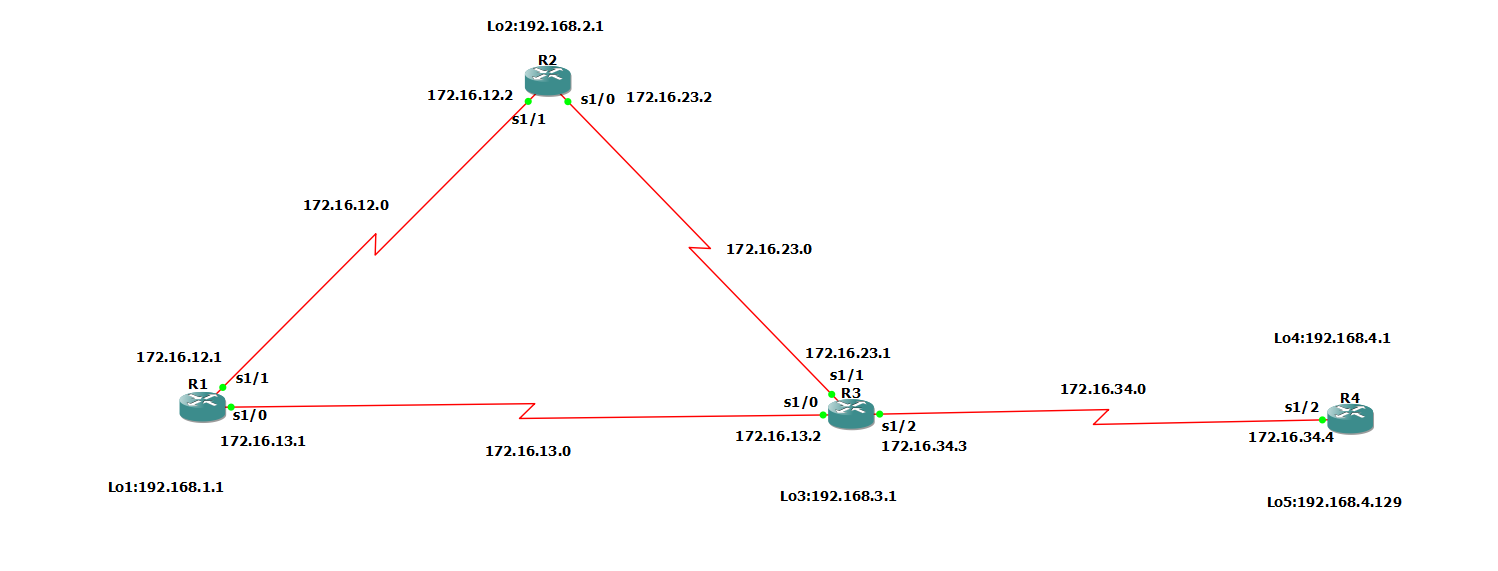 Lo2:192.168.2.1
R2
172.16.12.2
s1/0
172.16.23.2
s1/1
172.16.12.0
172.16.23.0
172.16.12.1
172.16.23.1
Lo4:192.168.4.1
s1/1
s1/1
R1
R3
172.16.34.0
R4
s1/0
s1/0
s1/2
s1/2
172.16.13.1
172.16.13.2
172.16.34.3
172.16.34.4
172.16.13.0
Lo1:192.168.1.1
Lo3:192.168.3.1
Lo5:192.168.4.129